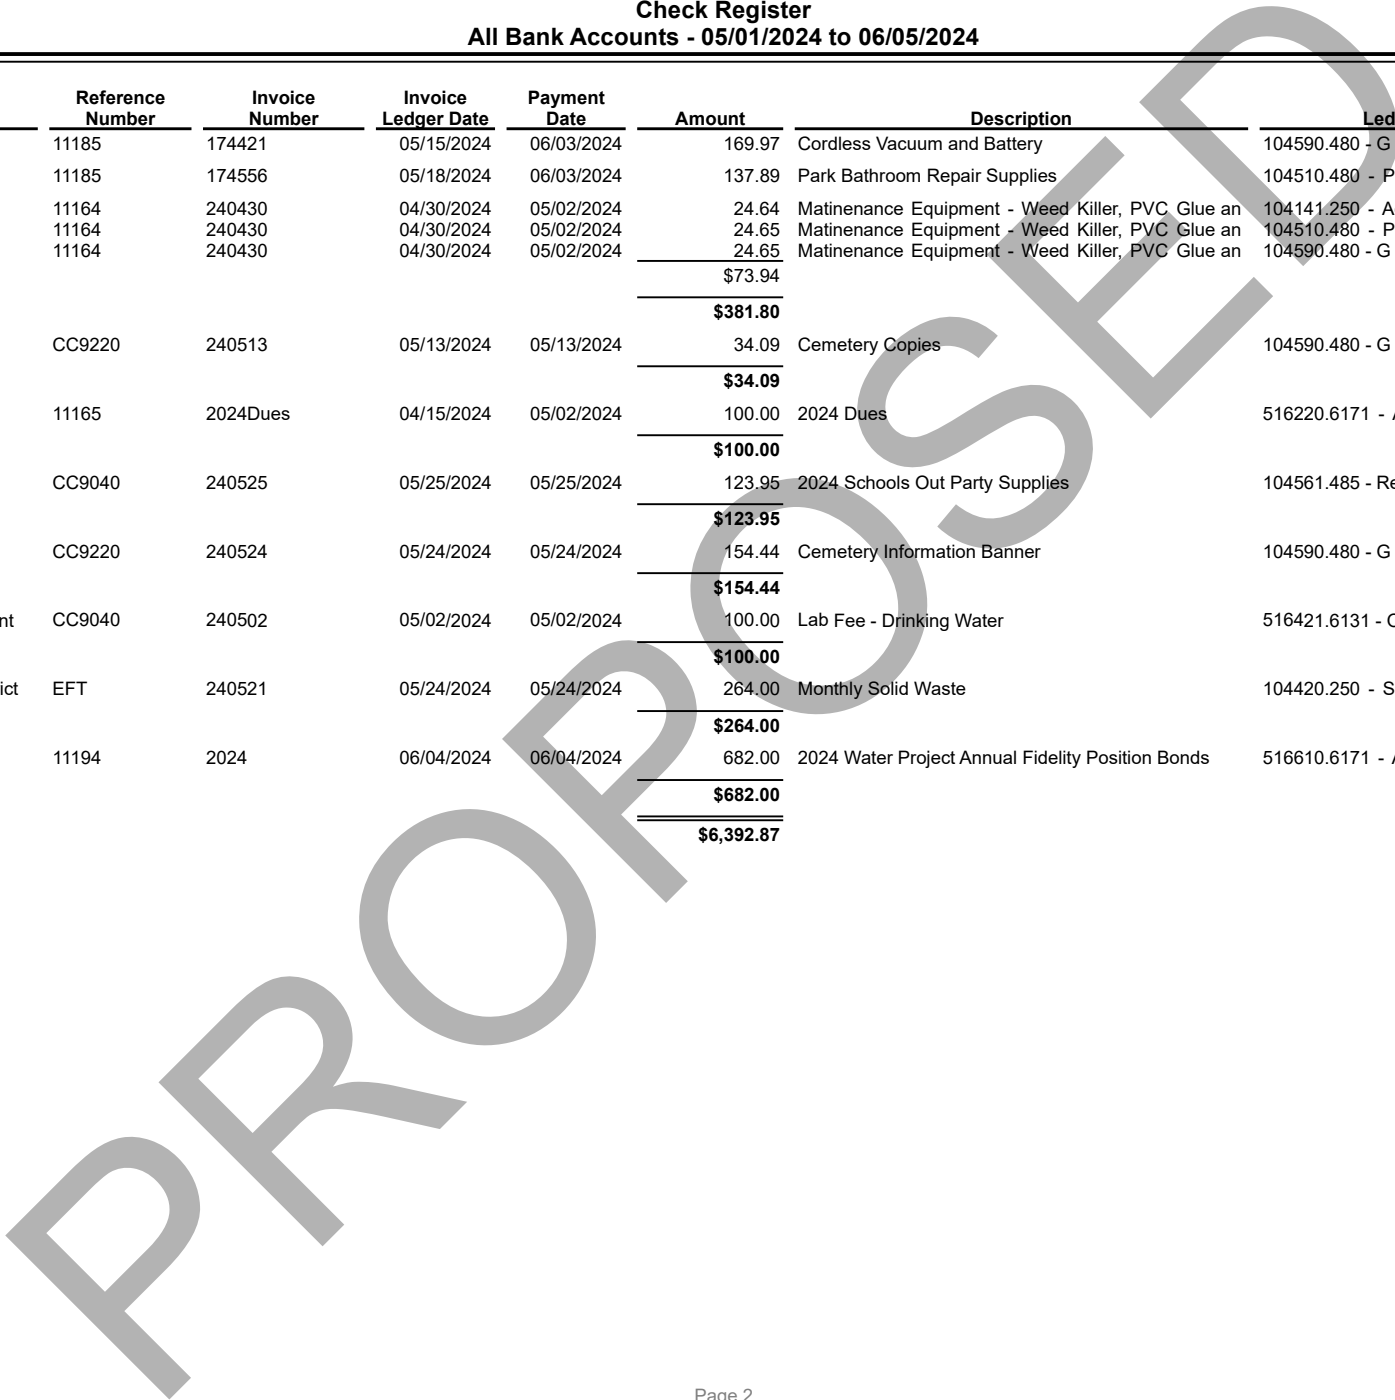 Check Register
All Bank Accounts - 05/01/2024 to 06/05/2024
Reference Number Invoice Number Invoice Ledger Date Payment Date Amount Description Led
11185 174421 05/15/2024 06/03/2024 169.97 Cordless Vacuum and Battery 104590.480 - G
11185 174556 05/18/2024 06/03/2024 137.89 Park Bathroom Repair Supplies 104510.480 - P
11164 240430 04/30/2024 05/02/2024 24.64 Matinenance Equipment - Weed Killer, PVC Glue an 104141.250 - A
11164 240430 04/30/2024 05/02/2024 24.65 Matinenance Equipment - Weed Killer, PVC Glue an 104510.480 - P
11164 240430 04/30/2024 05/02/2024 24.65 Matinenance Equipment - Weed Killer, PVC Glue an 104590.480 - G
$73.94
$381.80
CC9220 240513 05/13/2024 05/13/2024 34.09 Cemetery Copies 104590.480 - G
$34.09
11165 2024Dues 04/15/2024 05/02/2024 100.00 2024 Dues 516220.6171 - A
$100.00
CC9040 240525 05/25/2024 05/25/2024 123.95 2024 Schools Out Party Supplies 104561.485 - Re
$123.95
CC9220 240524 05/24/2024 05/24/2024 154.44 Cemetery Information Banner 104590.480 - G
$154.44
nt CC9040 240502 05/02/2024 05/02/2024 100.00 Lab Fee - Drinking Water 516421.6131 - C
$100.00
ict EFT 240521 05/24/2024 05/24/2024 264.00 Monthly Solid Waste 104420.250 - S
$264.00
11194 2024 06/04/2024 06/04/2024 682.00 2024 Water Project Annual Fidelity Position Bonds 516610.6171 - A
$682.00
$6,392.87
PROPOSED
Page 2